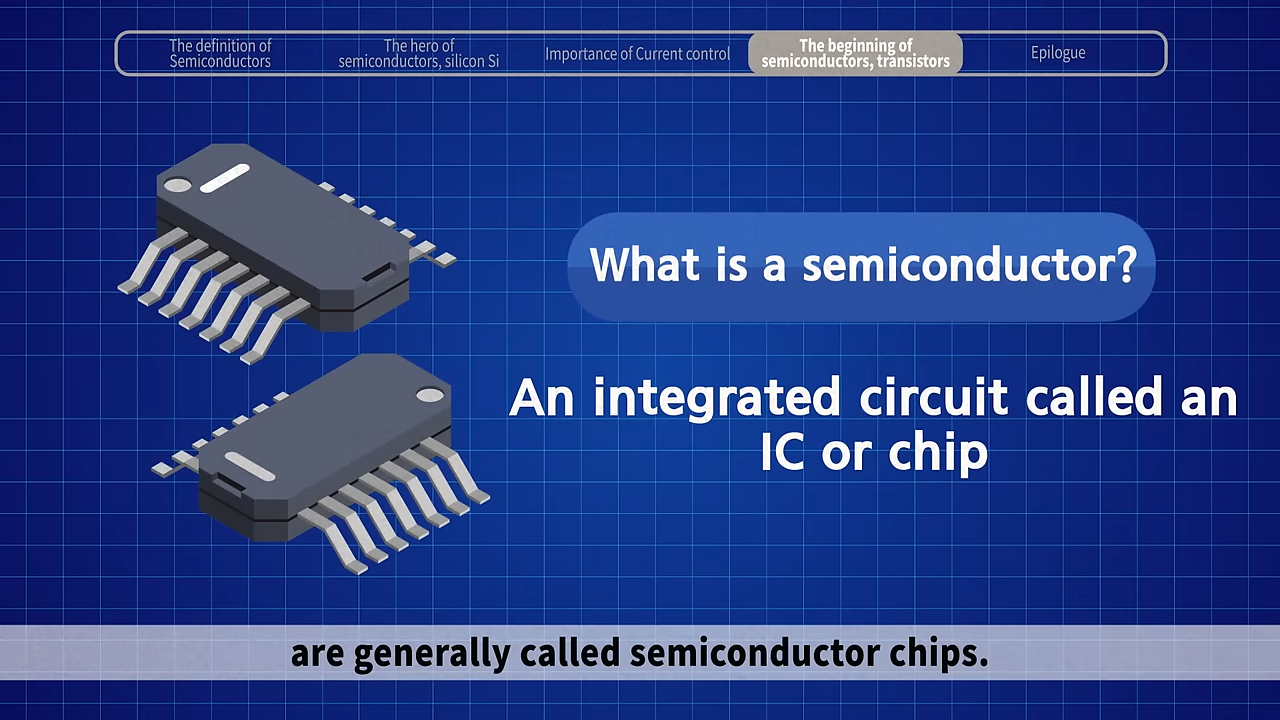 The definition of
Semiconductors
The hero of
semiconductors, silicon Si
Importance of Current control
The beginning of
semiconductors, transistors
Epilogue
What is a semiconductor?
An integrated circuit called an
IC or chip
are generally called semiconductor chips.